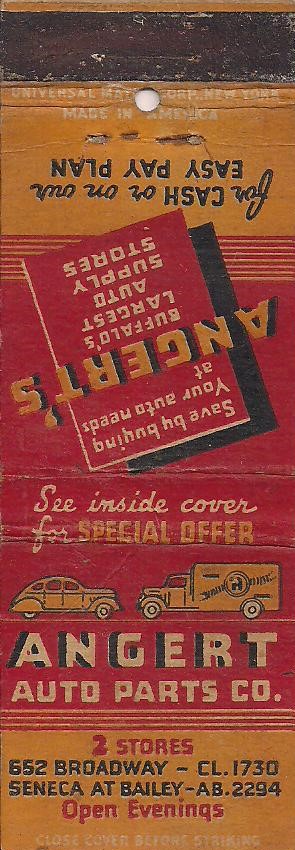 UNIVERSAL MATCH CORP. NEW YORK
MADE IN AMERICA
Save by buying
Your auto needs
at
ANGERT'S
BUFFALO'S
LARGEST
AUTO
SUPPLY
STORES
for CASH or on our
EASY PAY PLAN
See inside cover
for SPECIAL OFFER
ANGERT
AUTO PARTS CO.
2 STORES
652 BROADWAY - CL.1730
SENECA AT BAILEY-AB.2294
Open Evenings
CLOSE COVER BEFORE STRIKING